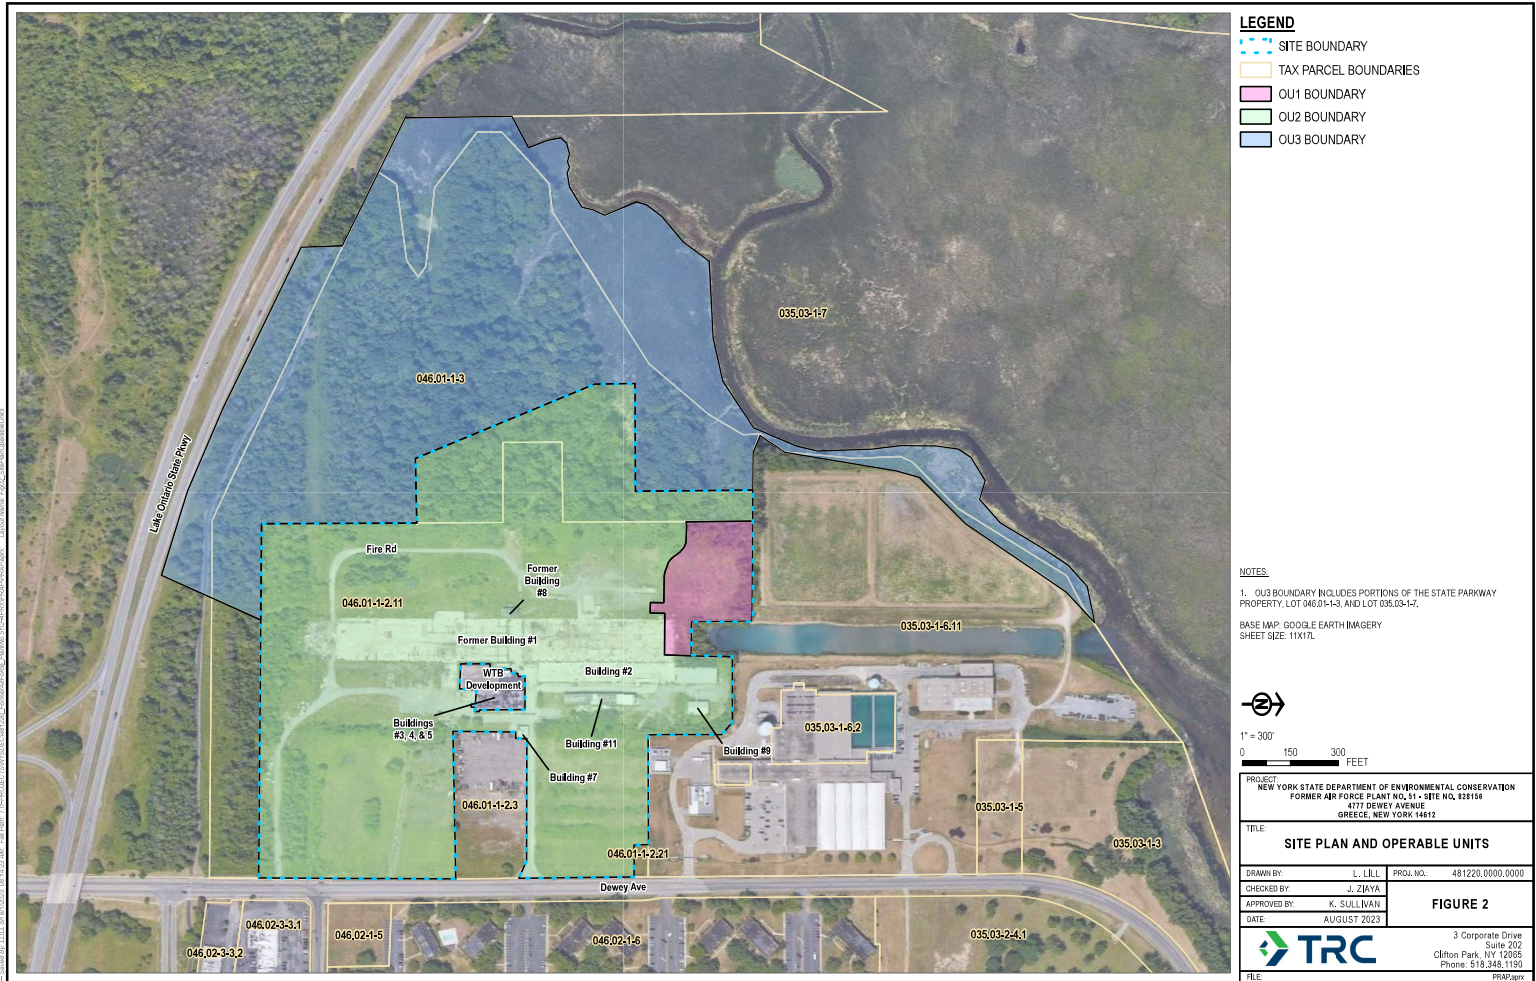 LEGEND
SITE BOUNDARY
TAX PARCEL BOUNDARIES
OU1 BOUNDARY
OU2 BOUNDARY
OU3 BOUNDARY
035.03-1-7
046.01-1-3
Lake Ontario State Pkwy
Fire Rd
Former
Building
#8
046.01-1-2.11
Former Building #1
035.03-1-6.11
WTB
Development
Building #2
Buildings
#3, 4, & 5
Building #11
Building #9
035.03-1-6.2
Building #7
046.01-1-2.3
035.03-1-5
046.01-1-2.21
035.03-1-3
Dewey Ave
046.02-3-3.1
046.02-3-3.2
046.02-1-5
046.02-1-6
035.03-2-4.1
NOTES:
1. OU3 BOUNDARY INCLUDES PORTIONS OF THE STATE PARKWAY
PROPERTY, LOT 046.01-1-3, AND LOT 035.03-1-7.
BASE MAP: GOOGLE EARTH IMAGERY
SHEET SIZE: 11X17L
N
1" = 300'
0 150 300
FEET
PROJECT:
NEW YORK STATE DEPARTMENT OF ENVIRONMENTAL CONSERVATION
FORMER AIR FORCE PLANT NO. 51 - SITE NO. 828156
4777 DEWEY AVENUE
GREECE, NEW YORK 14612
TITLE:
SITE PLAN AND OPERABLE UNITS
DRAWN BY: L. LILL
PROJ. NO.: 481220.0000.0000
CHECKED BY: J. ZIAYA
APPROVED BY: K. SULLIVAN
FIGURE 2
DATE: AUGUST 2023
TRC
3 Corporate Drive
Suite 202
Clifton Park, NY 12065
Phone: 518.348.1190
FILE: PRAP.aprx